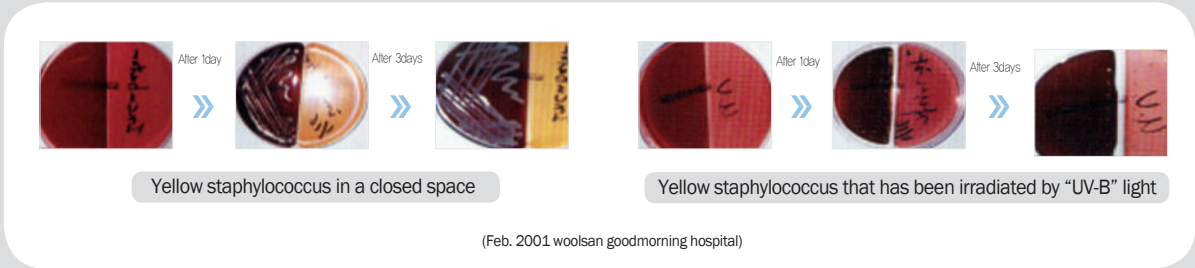 After 1day
After 3days
After 1day
After 3days
U.V
U.V
Yellow staphylococcus in a closed space
Yellow staphylococcus that has been irradiated by “UV-B” light
(Feb. 2001 woolsan goodmorning hospital)